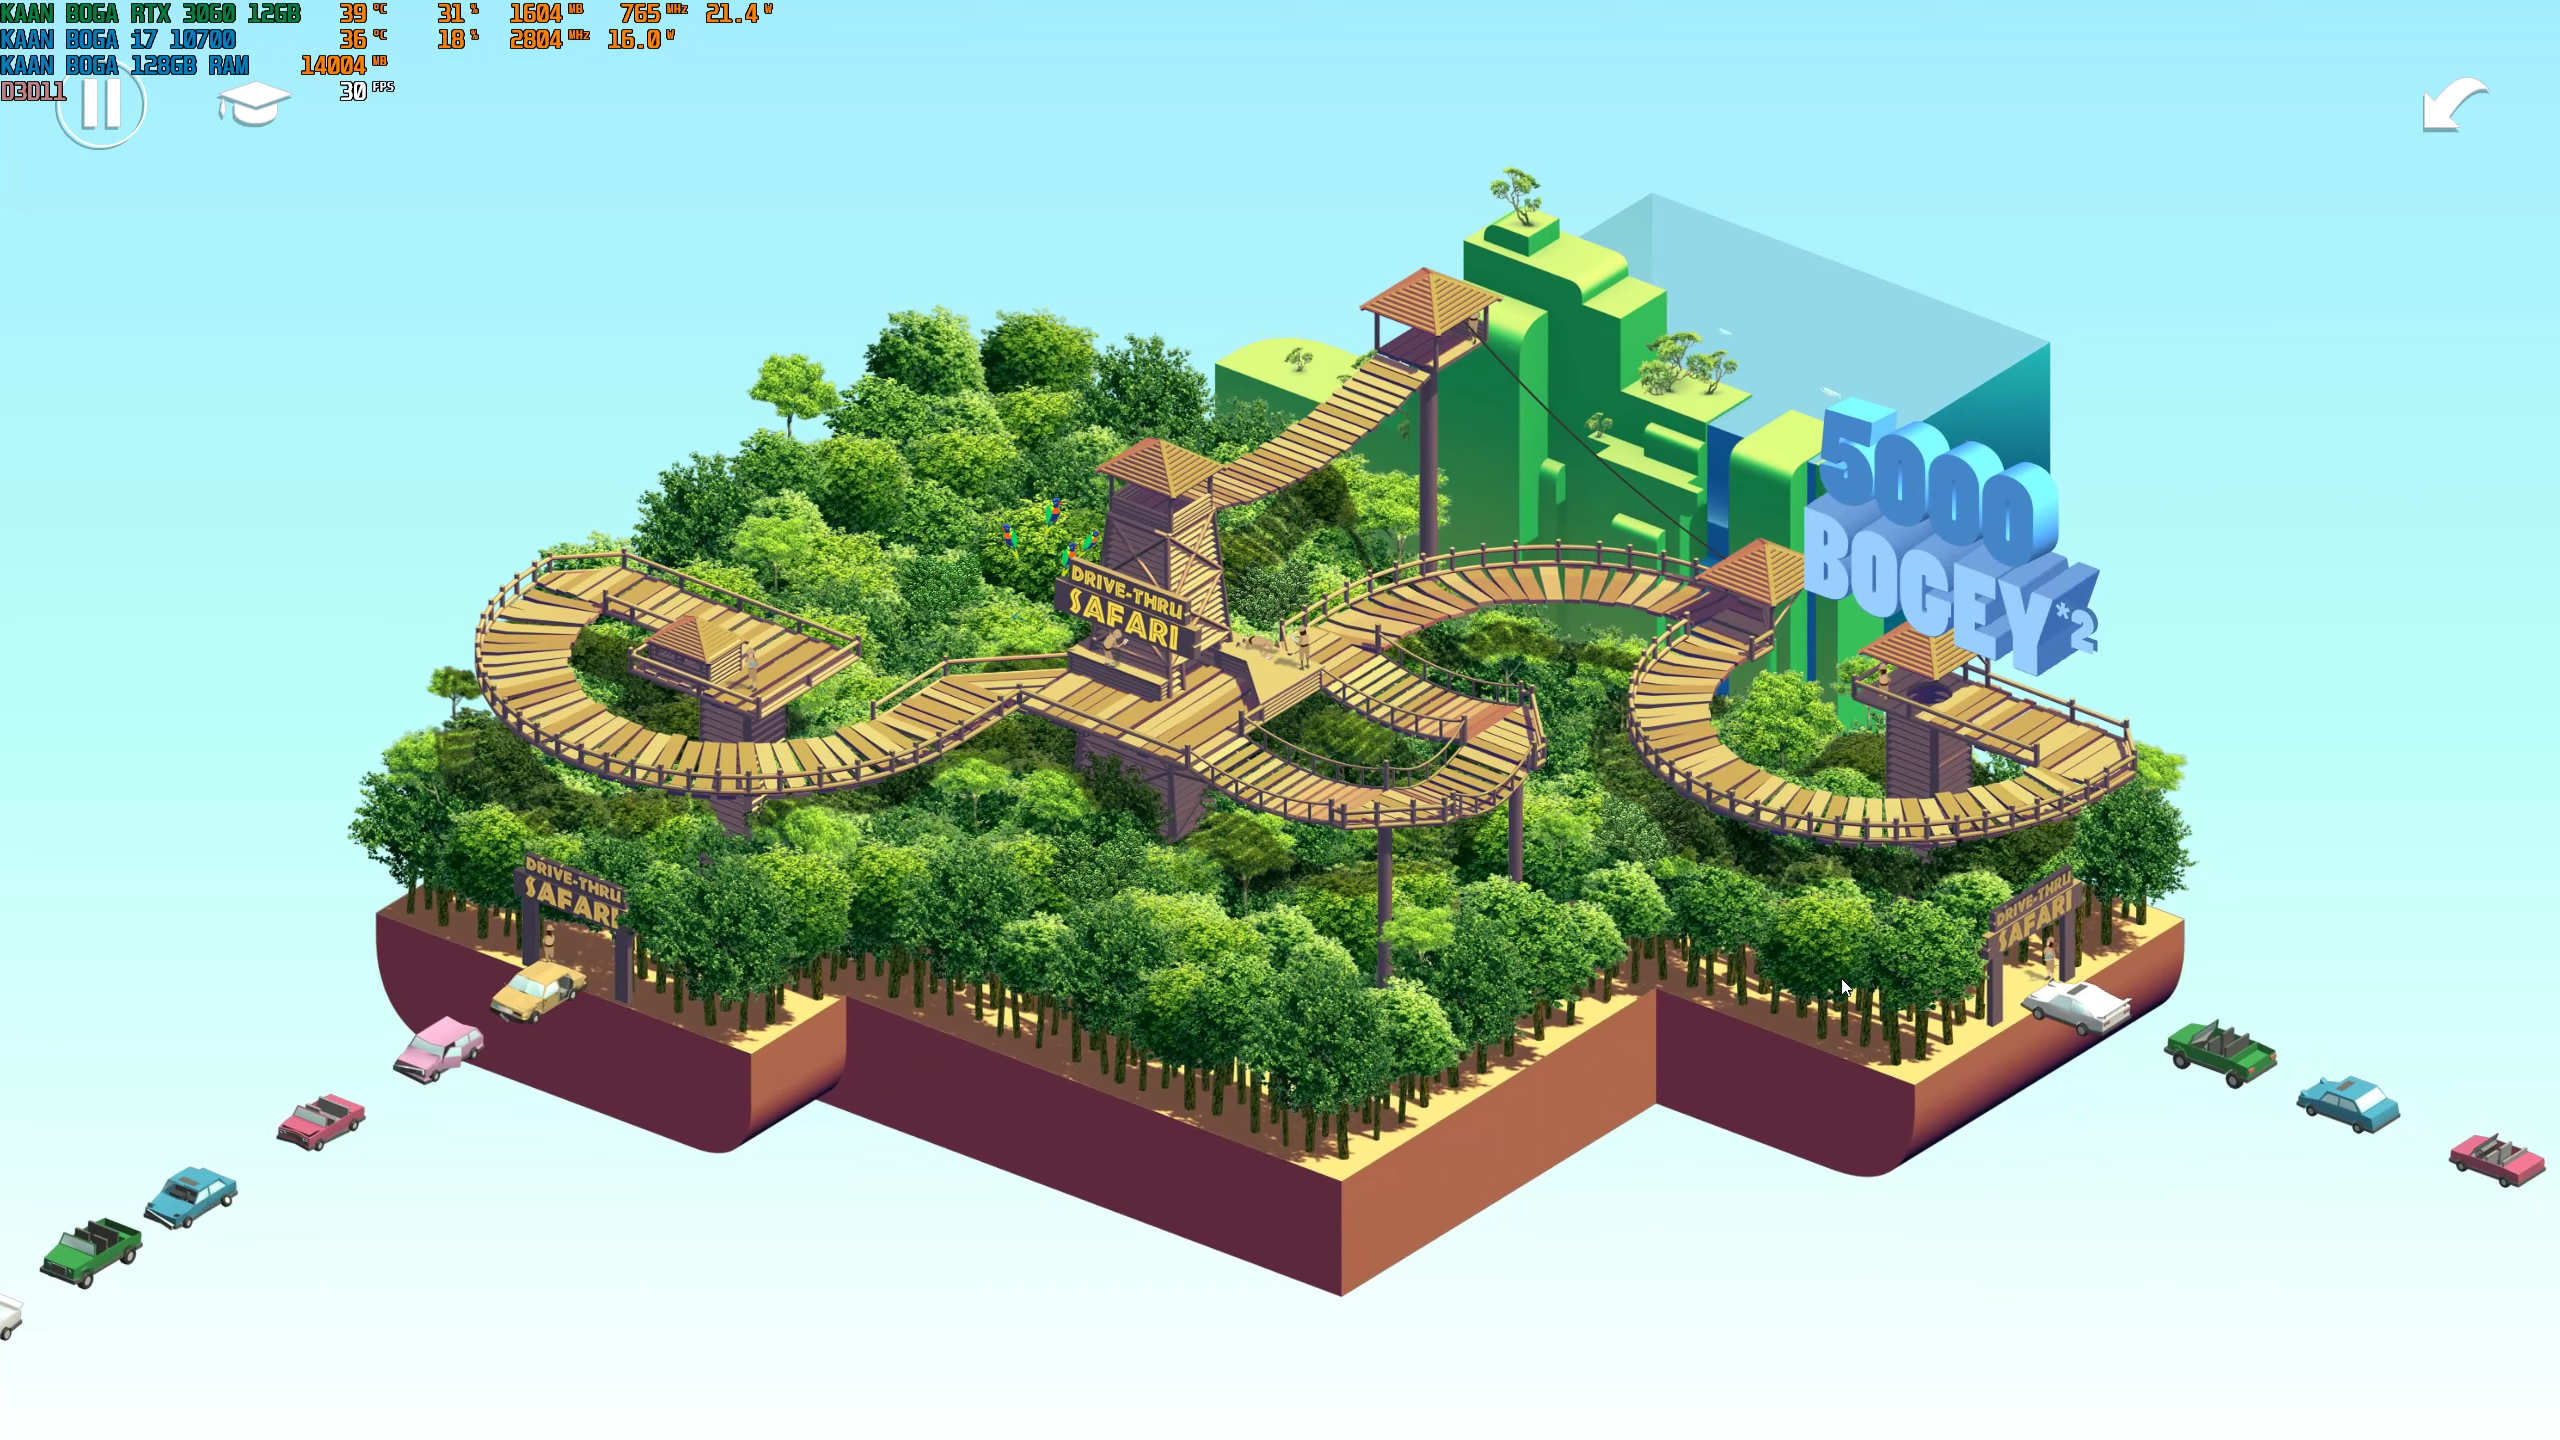 KAAN BOGA RTX 3060 12GB 39 °C 31 % 1604 MB 765 MHz 21.4 W
KAAN BOGA i7 10700 36 °C 18 % 2804 MHz 16.0 W
KAAN BOGA 128GB RAM 14004 MB
D3D11 30 FPS
5000
BOGEY*2
DRIVE-THRU
SAFARI
DRIVE-THRU
SAFARI
DRIVE-THRU
SAFARI